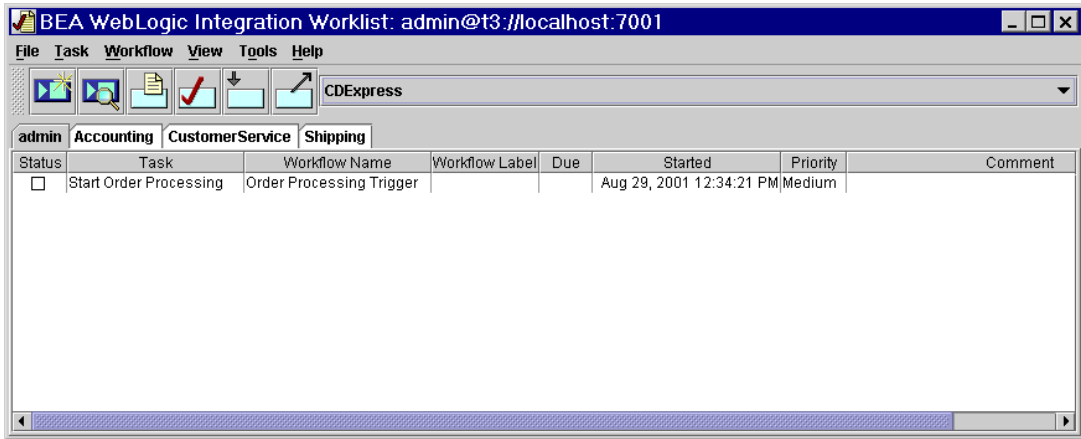 BEA WebLogic Integration Worklist: admin@t3://localhost:7001
File Task Workflow View Tools Help
CDExpress
admin Accounting CustomerService Shipping
Status Task Workflow Name Workflow Label Due Started Priority Comment
Start Order Processing Order Processing Trigger Aug 29, 2001 12:34:21 PM Medium